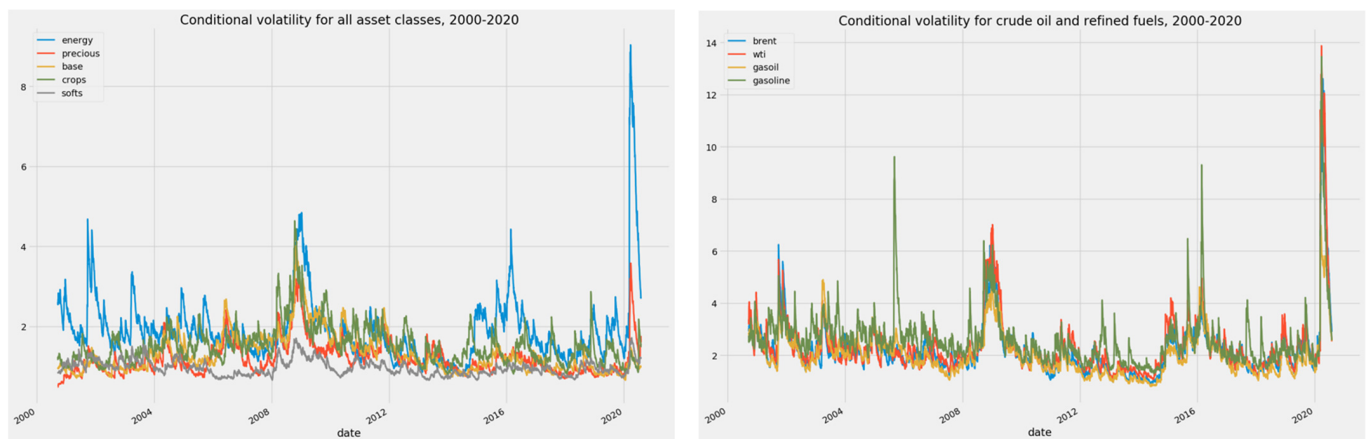 Conditional volatility for all asset classes, 2000-2020
energy
precious
base
crops
softs
8
6
4
2
2000
2004
2008
2012
2016
2020
date
Conditional volatility for crude oil and refined fuels, 2000-2020
brent
wti
gasoil
gasoline
14
12
10
8
6
4
2
2000
2004
2008
2012
2016
2020
date